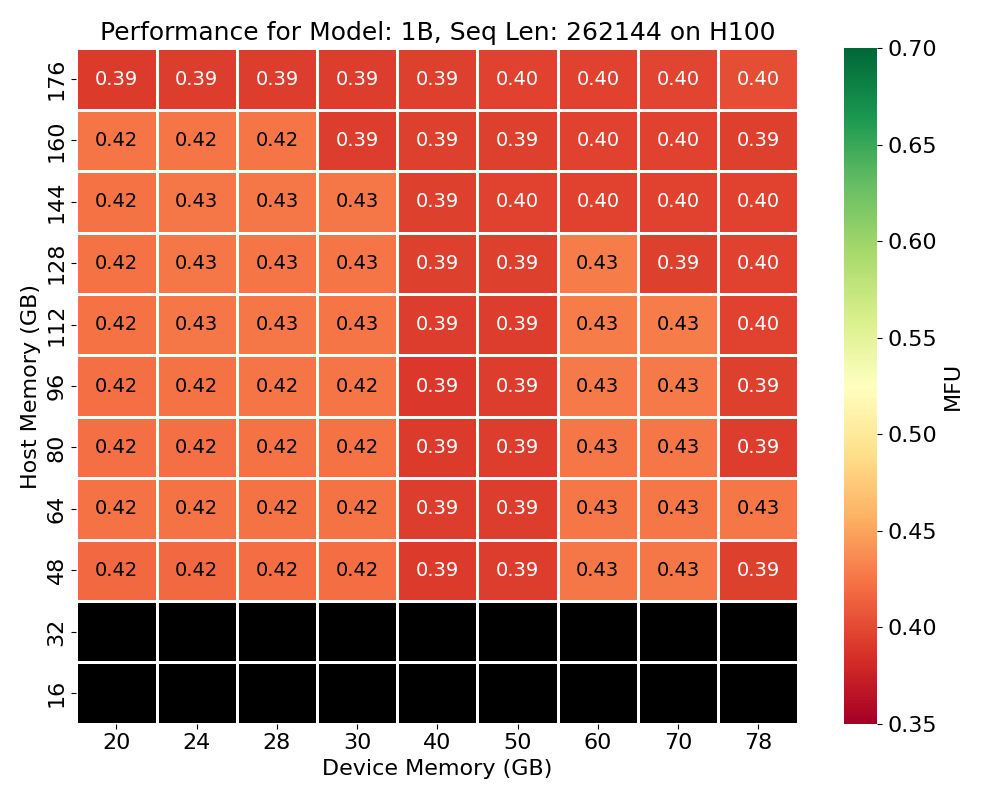 Performance for Model: 1B, Seq Len: 262144 on H100
176 0.39 0.39 0.39 0.39 0.39 0.40 0.40 0.40 0.40
160 0.42 0.42 0.42 0.39 0.39 0.39 0.40 0.40 0.39
144 0.42 0.43 0.43 0.43 0.39 0.40 0.40 0.40 0.40
128 0.42 0.43 0.43 0.43 0.39 0.39 0.43 0.39 0.40
112 0.42 0.43 0.43 0.43 0.39 0.39 0.43 0.43 0.40
96 0.42 0.42 0.42 0.42 0.39 0.39 0.43 0.43 0.39
80 0.42 0.42 0.42 0.42 0.39 0.39 0.43 0.43 0.39
64 0.42 0.42 0.42 0.42 0.39 0.39 0.43 0.43 0.43
48 0.42 0.42 0.42 0.42 0.39 0.39 0.43 0.43 0.39
32
16
20 24 28 30 40 50 60 70 78
Device Memory (GB)
Host Memory (GB)
0.70
0.65
0.60
0.55
0.50
0.45
0.40
0.35
MFU